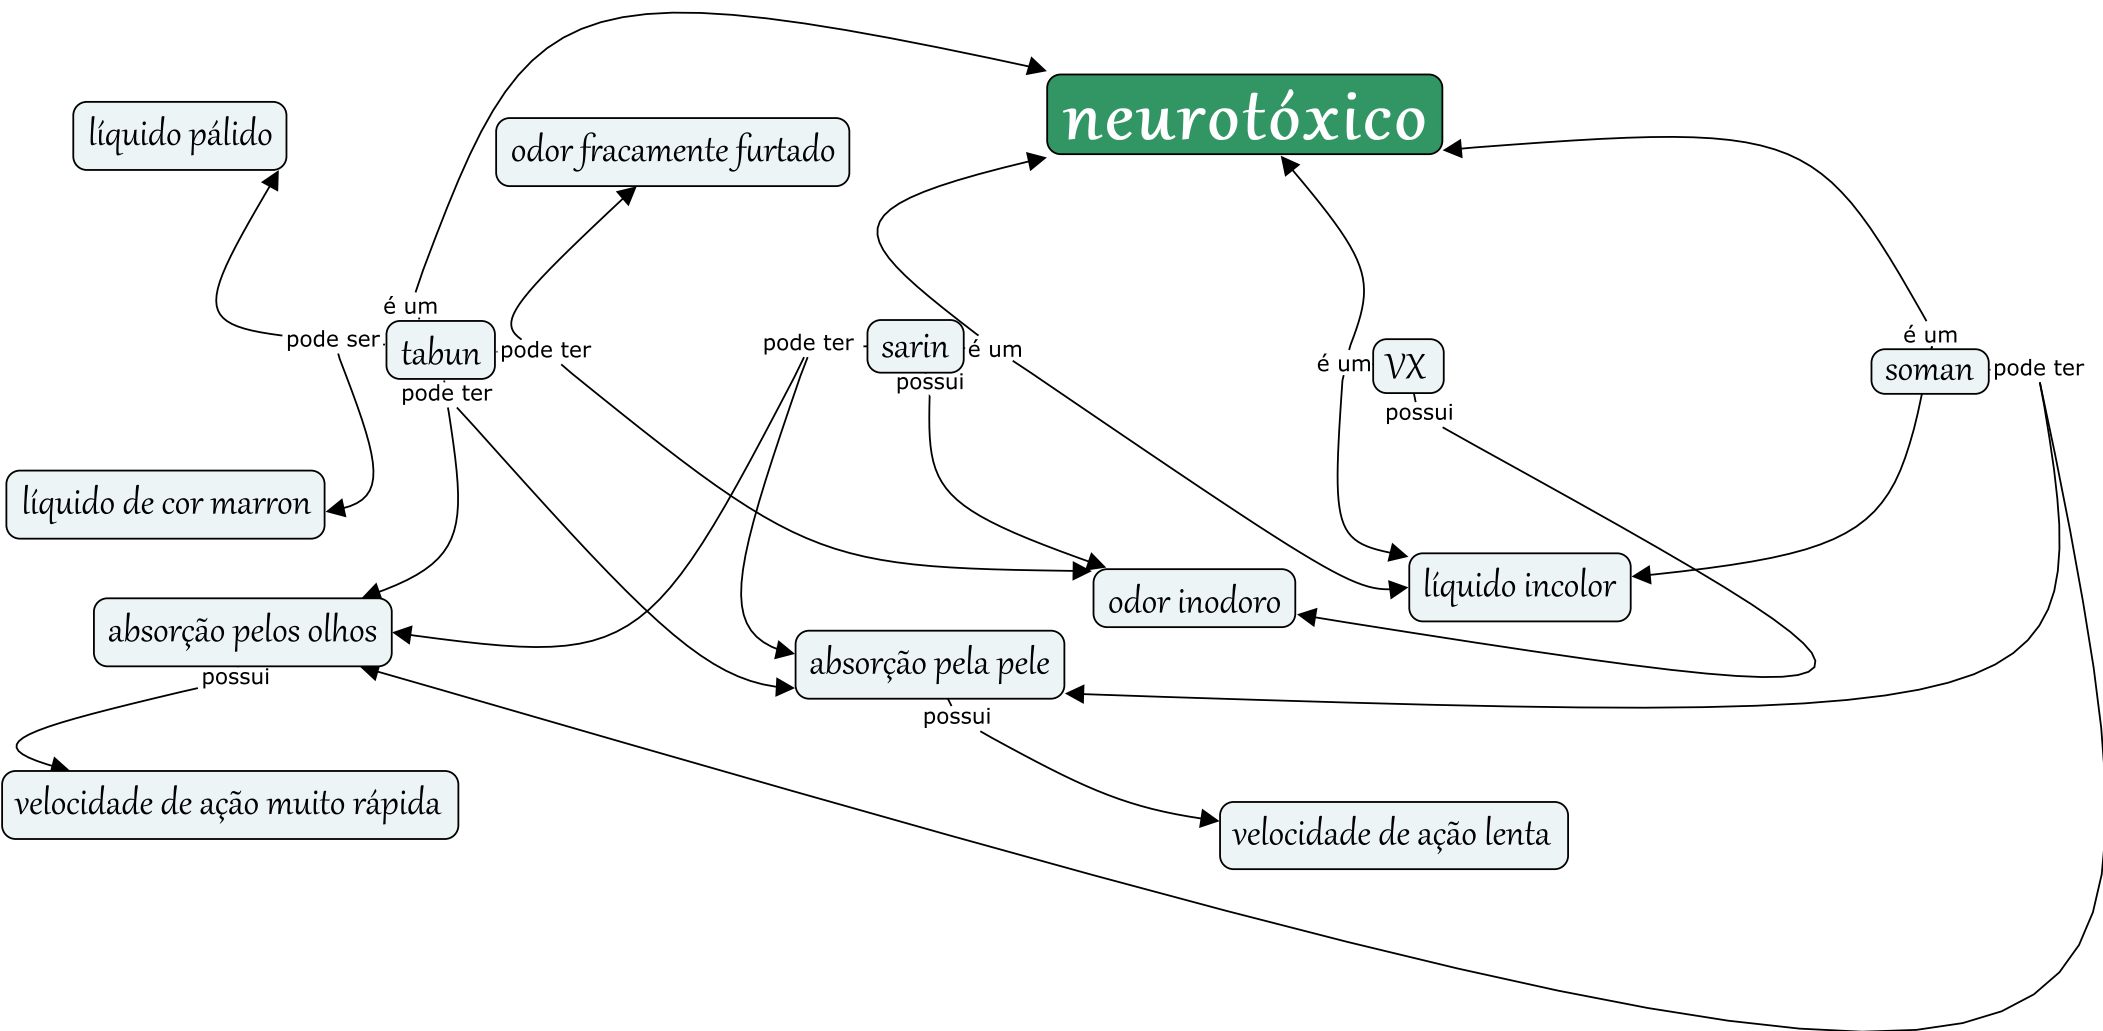 neurotóxico
líquido pálido
odor fracamente furtado
é um
pode ser
tabun
pode ter
pode ter
pode ter
sarin
é um
possui
é um
VX
possui
é um
soman
pode ter
líquido de cor marron
odor inodoro
líquido incolor
absorção pelos olhos
possui
absorção pela pele
possui
velocidade de ação muito rápida
velocidade de ação lenta